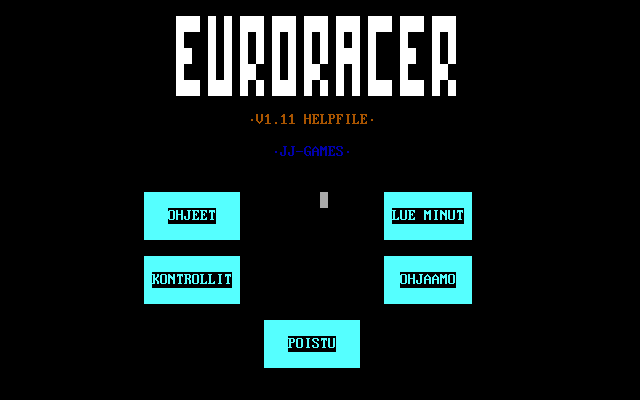 EURORACER
·V1.11 HELPFILE·
·JJ-GAMES·
OHJEET
LUE MINUT
KONTROLLIT
OHJAAMO
POISTU